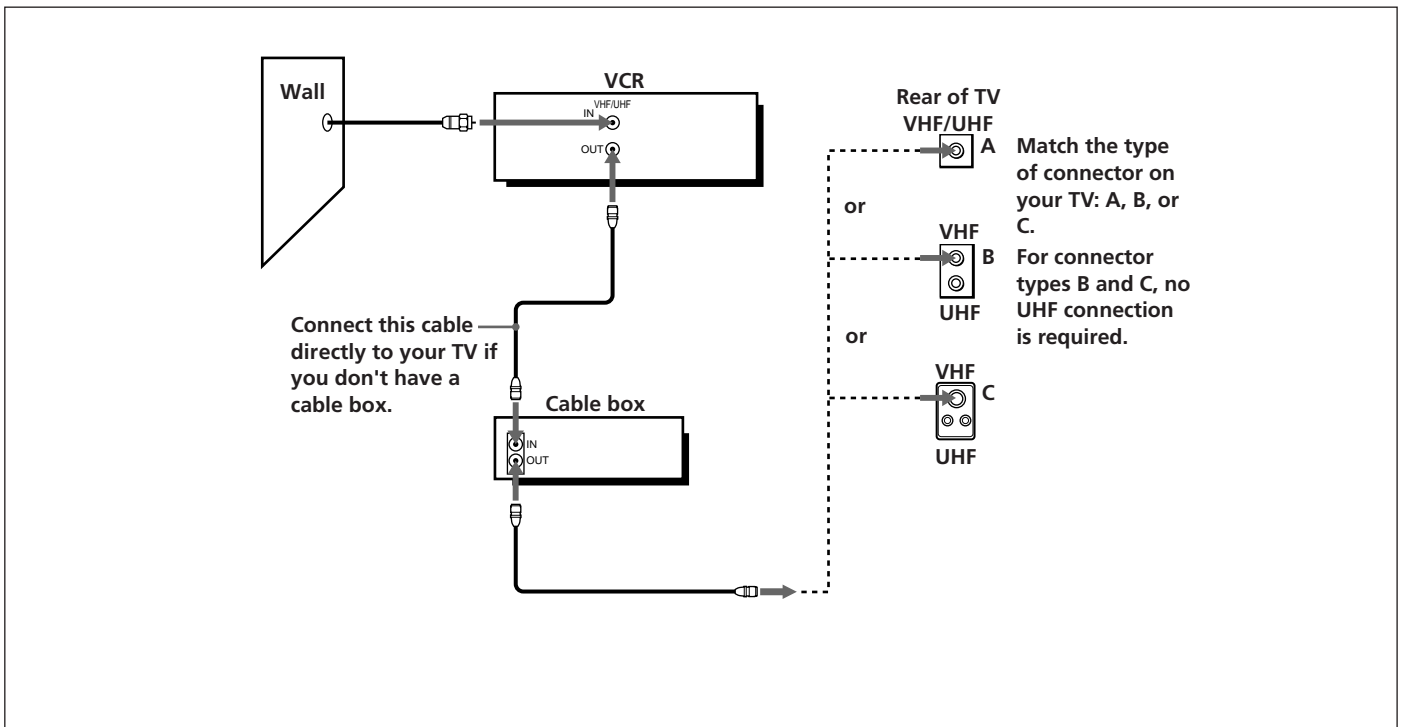 Wall
VCR
VHF/UHF
IN
OUT
Connect this cable
directly to your TV if
you don't have a
cable box.
Cable box
IN
OUT
Rear of TV
VHF/UHF
A
Match the type
of connector on
your TV: A, B, or
C.
or
VHF
B
UHF
For connector
types B and C, no
UHF connection
is required.
or
VHF
C
UHF